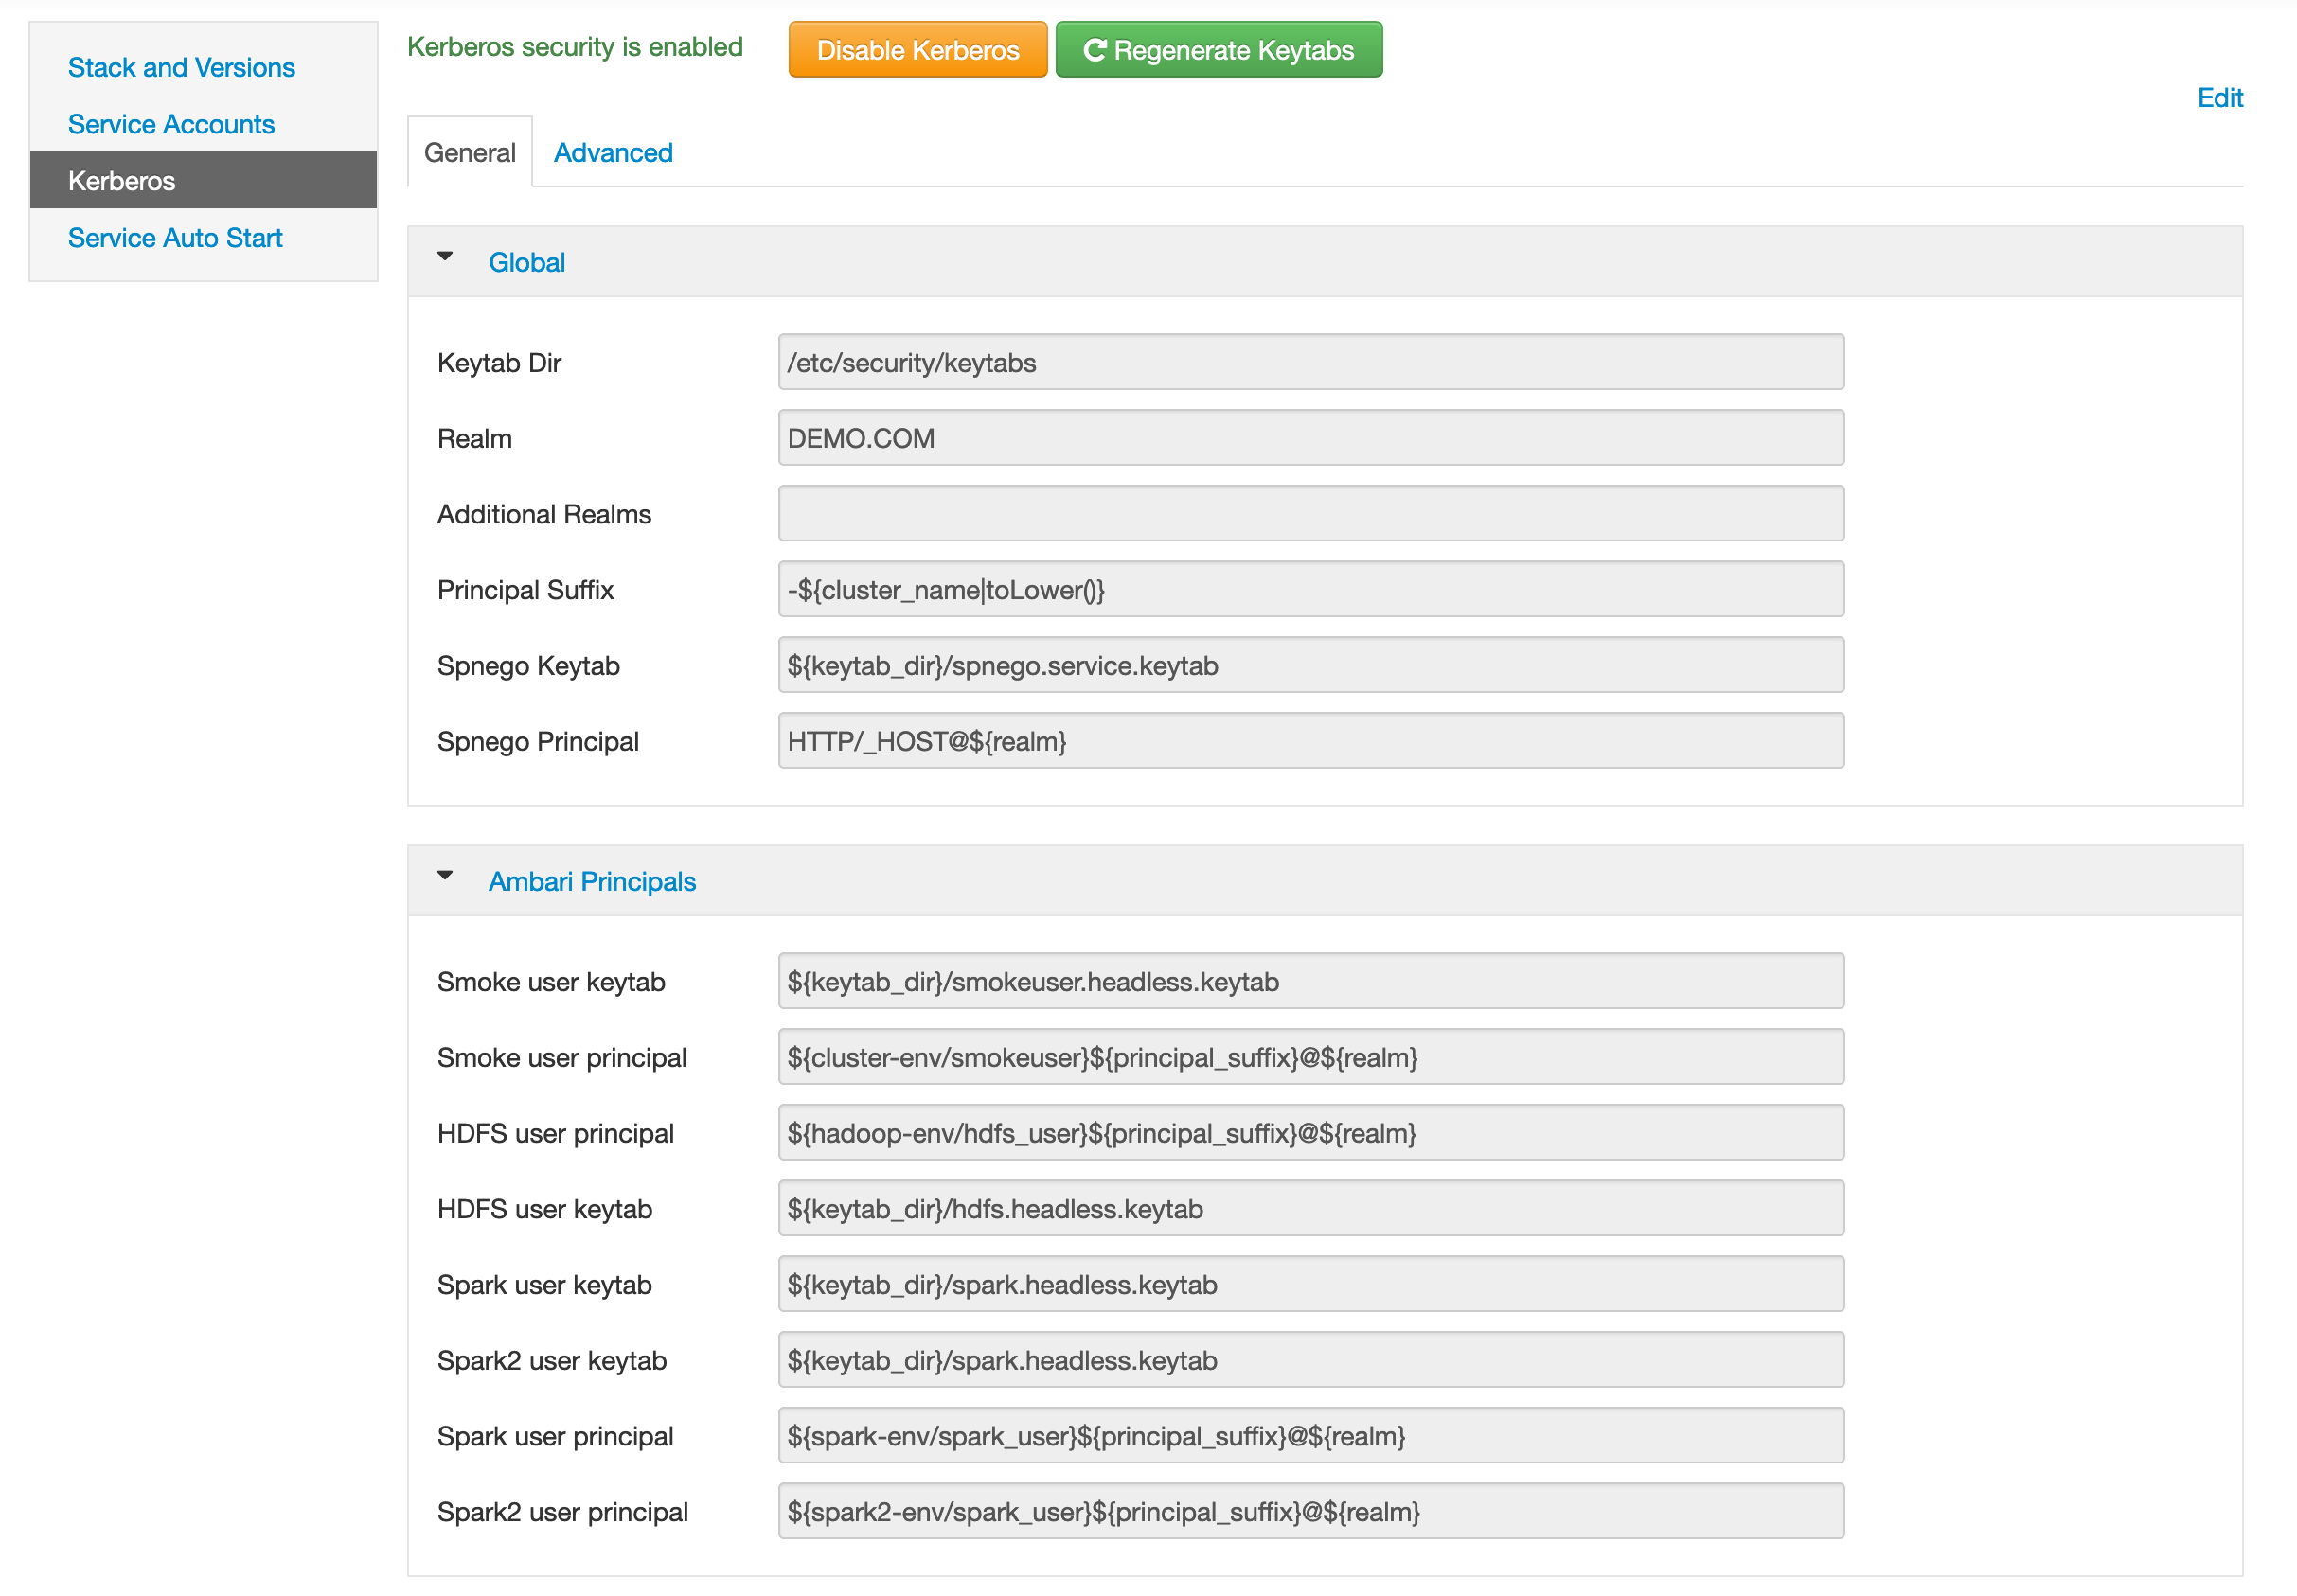 Stack and Versions
Service Accounts
Kerberos
Service Auto Start
Kerberos security is enabled
Disable Kerberos
Regenerate Keytabs
Edit
General
Advanced
Global
Keytab Dir
/etc/security/keytabs
Realm
DEMO.COM
Additional Realms
Principal Suffix
-${cluster_name|toLower()}
Spnego Keytab
${keytab_dir}/spnego.service.keytab
Spnego Principal
HTTP/_HOST@${realm}
Ambari Principals
Smoke user keytab
${keytab_dir}/smokeuser.headless.keytab
Smoke user principal
${cluster-env/smokeuser}${principal_suffix}@${realm}
HDFS user principal
${hadoop-env/hdfs_user}${principal_suffix}@${realm}
HDFS user keytab
${keytab_dir}/hdfs.headless.keytab
Spark user keytab
${keytab_dir}/spark.headless.keytab
Spark2 user keytab
${keytab_dir}/spark.headless.keytab
Spark user principal
${spark-env/spark_user}${principal_suffix}@${realm}
Spark2 user principal
${spark2-env/spark_user}${principal_suffix}@${realm}